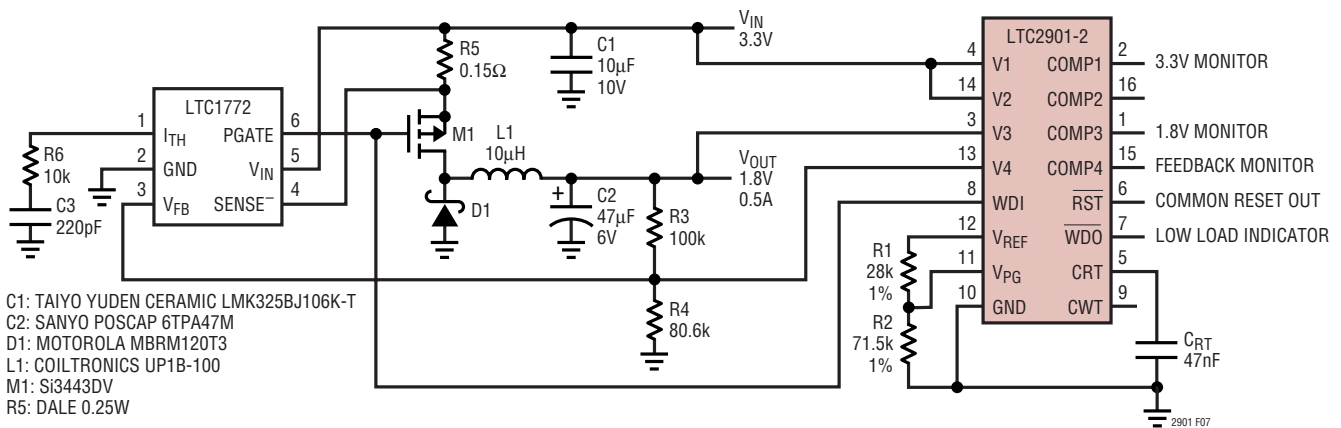 VIN
3.3V
R5
0.15Ω
C1
10µF
10V
LTC1772
1
ITH
PGATE
6
2
GND
VIN
5
3
VFB
SENSE–
4
R6
10k
C3
220pF
M1
L1
10µH
D1
+
C2
47µF
6V
VOUT
1.8V
0.5A
R3
100k
R4
80.6k
LTC2901-2
4
V1
COMP1
2
3.3V MONITOR
14
V2
COMP2
16
3
V3
COMP3
1
1.8V MONITOR
13
V4
COMP4
15
FEEDBACK MONITOR
8
WDI
RST
6
COMMON RESET OUT
12
VREF
WDO
7
LOW LOAD INDICATOR
11
VPG
CRT
5
10
GND
CWT
9
R1
28k
1%
R2
71.5k
1%
CRT
47nF
C1: TAIYO YUDEN CERAMIC LMK325BJ106K-T
C2: SANYO POSCAP 6TPA47M
D1: MOTOROLA MBRM120T3
L1: COILTRONICS UP1B-100
M1: Si3443DV
R5: DALE 0.25W
2901 F07